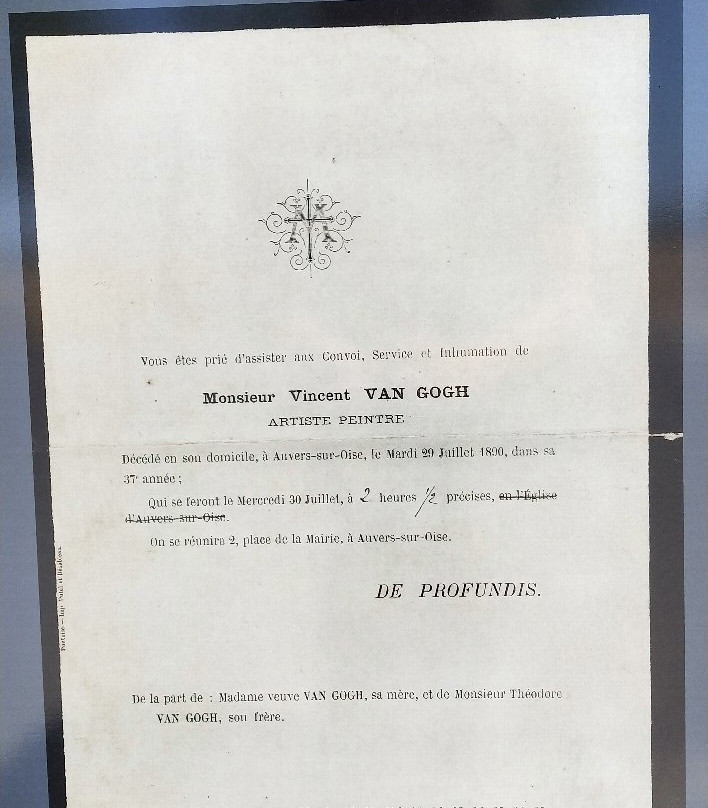 Vous êtes prié d'assister aux Convoi, Service et Inhumation de
Monsieur Vincent VAN GOGH
ARTISTE PEINTRE
Décédé en son domicile, à Auvers-sur-Oise, le Mardi 29 Juillet 1890, dans sa
37e année ;
Qui se feront le Mercredi 30 Juillet, à 2 heures 1/2 précises, en l'Église
d'Auvers-sur-Oise.
On se réunira 2, place de la Mairie, à Auvers-sur-Oise.
DE PROFUNDIS.
De la part de : Madame veuve VAN GOGH, sa mère, et de Monsieur Théodore
VAN GOGH, son frère.
Pontoise — Imp.